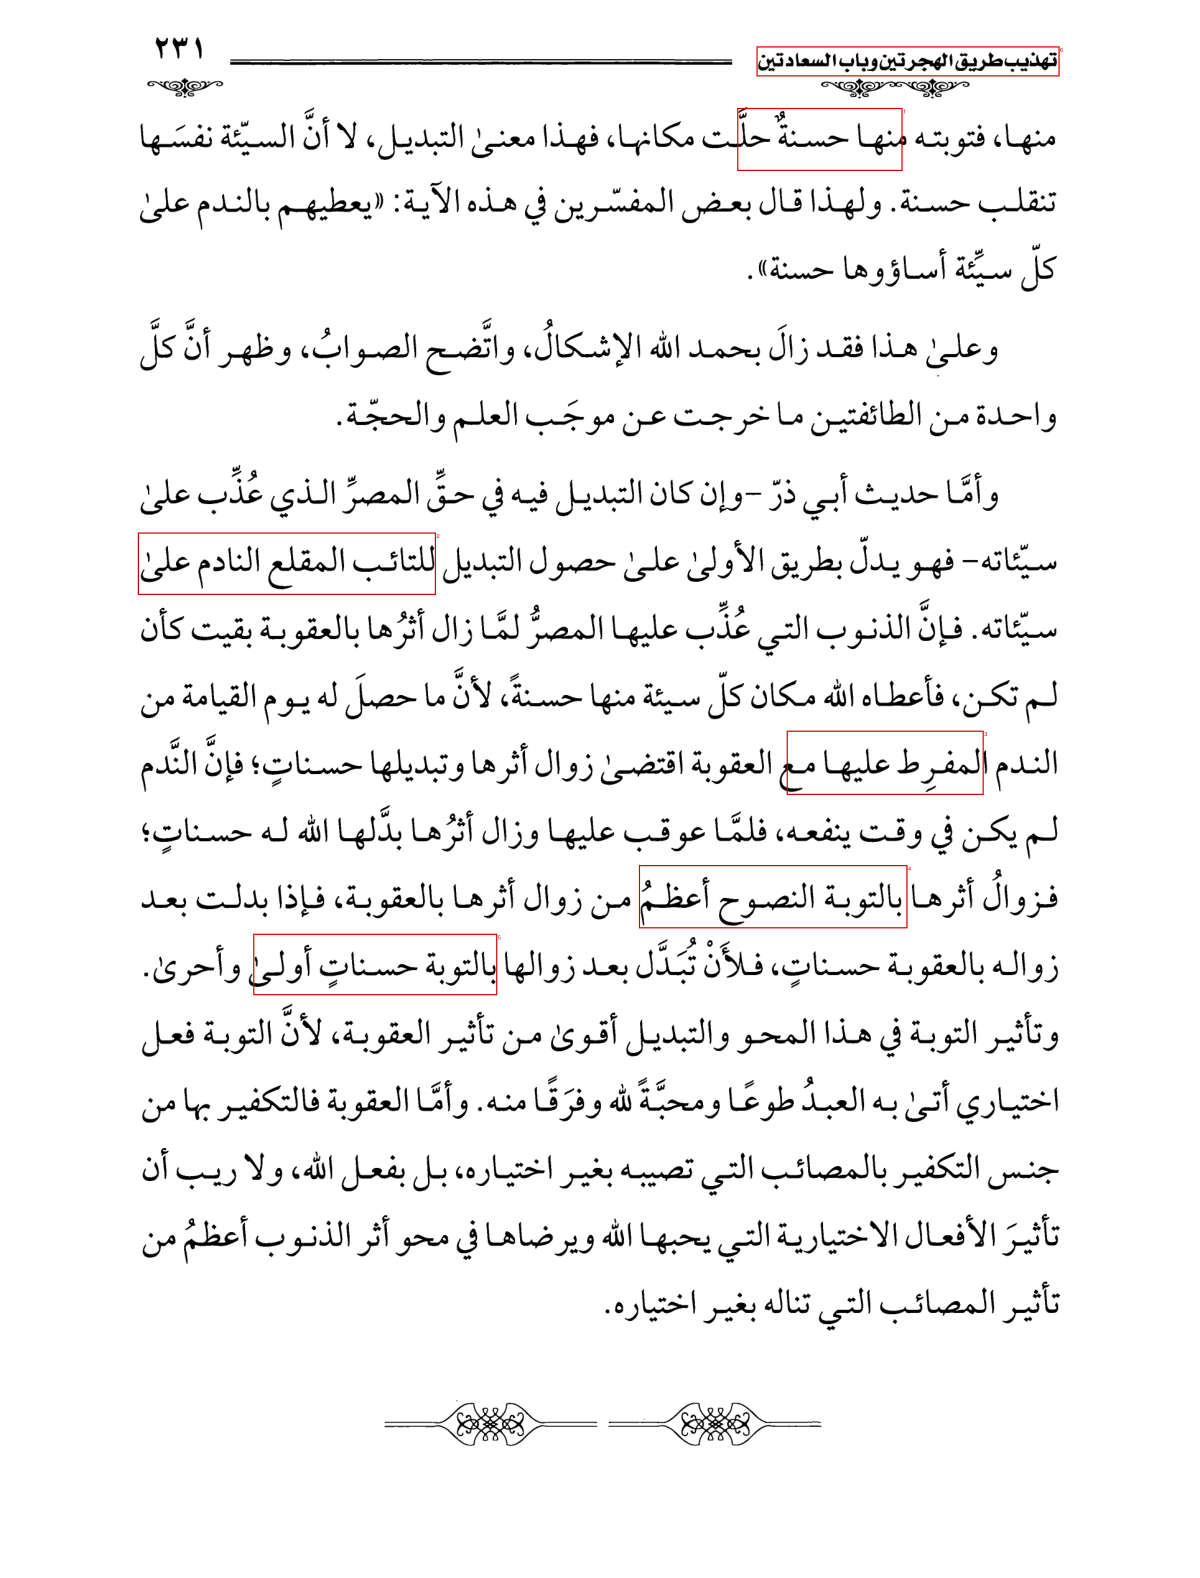 تهذيب طريق الهجرتين وباب السعادتين
٢٣١
منها، فتوبته منها حسنةٌ حلَّت مكانها، فهذا معنىٰ التبديل، لا أنَّ السيّئة نفسَها
تنقلب حسنة. ولهذا قال بعض المفسّرين في هذه الآية: «يعطيهم بالندم علىٰ
كلّ سيِّئة أساؤوها حسنة».
وعلىٰ هذا فقد زالَ بحمد الله الإشكالُ، واتَّضح الصوابُ، وظهر أنَّ كلَّ
واحدة من الطائفتين ما خرجت عن موجَب العلم والحجّة.
وأمَّا حديث أبي ذرّ –وإن كان التبديل فيه في حقِّ المصرِّ الذي عُذِّب علىٰ
سيّئاته– فهو يدلّ بطريق الأولىٰ علىٰ حصول التبديل للتائب المقلع النادم علىٰ
سيّئاته. فإنَّ الذنوب التي عُذِّب عليها المصرُّ لمَّا زال أثرُها بالعقوبة بقيت كأن
لم تكن، فأعطاه الله مكان كلّ سيئة منها حسنةً، لأنَّ ما حصلَ له يوم القيامة من
الندم المفرِط عليها مع العقوبة اقتضىٰ زوال أثرها وتبديلها حسناتٍ؛ فإنَّ النَّدم
لم يكن في وقت ينفعه، فلمَّا عوقب عليها وزال أثرُها بدَّلها الله له حسناتٍ؛
فزوالُ أثرها بالتوبة النصوح أعظمُ من زوال أثرها بالعقوبة، فإذا بدلت بعد
زواله بالعقوبة حسناتٍ، فلأَنْ تُبَدَّل بعد زوالها بالتوبة حسناتٍ أولىٰ وأحرىٰ.
وتأثير التوبة في هذا المحو والتبديل أقوىٰ من تأثير العقوبة، لأنَّ التوبة فعل
اختياري أتىٰ به العبدُ طوعًا ومحبَّةً لله وفرَقًا منه. وأمَّا العقوبة فالتكفير بها من
جنس التكفير بالمصائب التي تصيبه بغير اختياره، بل بفعل الله، ولا ريب أن
تأثيرَ الأفعال الاختيارية التي يحبها الله ويرضاها في محو أثر الذنوب أعظمُ من
تأثير المصائب التي تناله بغير اختياره.